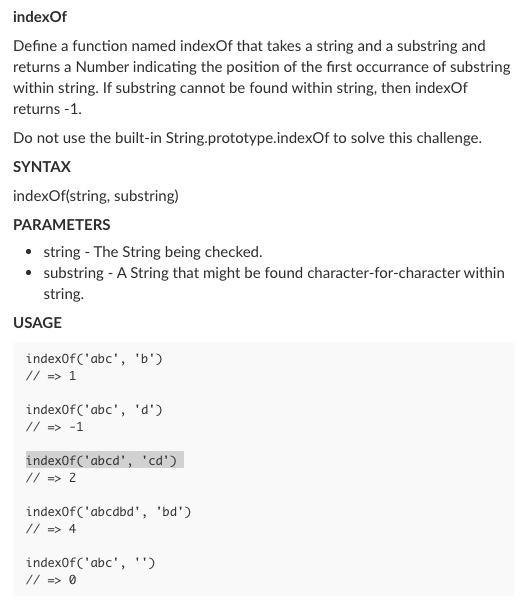 indexOf
Define a function named indexOf that takes a string and a substring and
returns a Number indicating the position of the first occurrance of substring
within string. If substring cannot be found within string, then indexOf
returns -1.
Do not use the built-in String.prototype.indexOf to solve this challenge.
SYNTAX
indexOf(string, substring)
PARAMETERS
• string - The String being checked.
• substring - A String that might be found character-for-character within
string.
USAGE
indexOf('abc', 'b')
// => 1
indexOf('abc', 'd')
// => -1
indexOf('abcd', 'cd')
// => 2
indexOf('abcdbd', 'bd')
// => 4
indexOf('abc', '')
// => 0